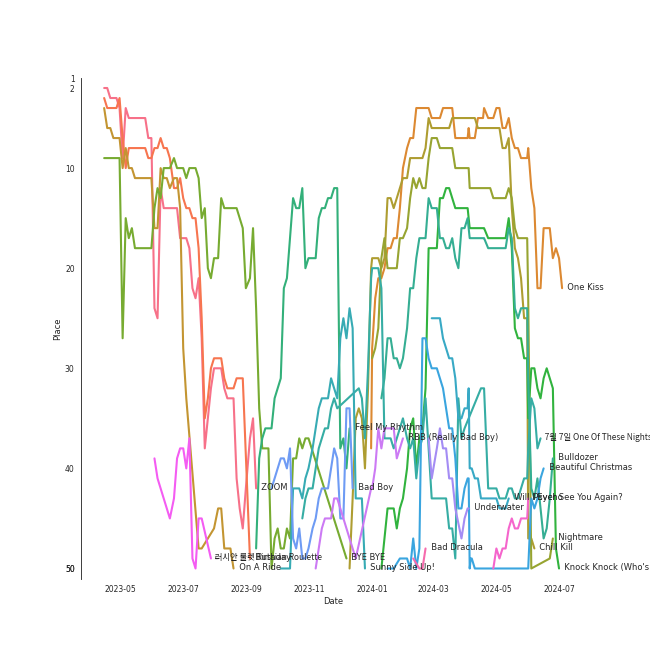 1
2
10
20
30
40
50
Place
2023-05
2023-07
2023-09
2023-11
2024-01
2024-03
2024-05
2024-07
Date
One Kiss
Feel My Rhythm
RBB (Really Bad Boy)
7월 7일 One Of These Nights
Bulldozer
Beautiful Christmas
ZOOM
Bad Boy
Will I Ever See You Again?
Underwater
Nightmare
Bad Dracula
Chill Kill
러시안 룰렛 Russian Roulette
BYE BYE
On A Ride
Sunny Side Up!
Knock Knock (Who's